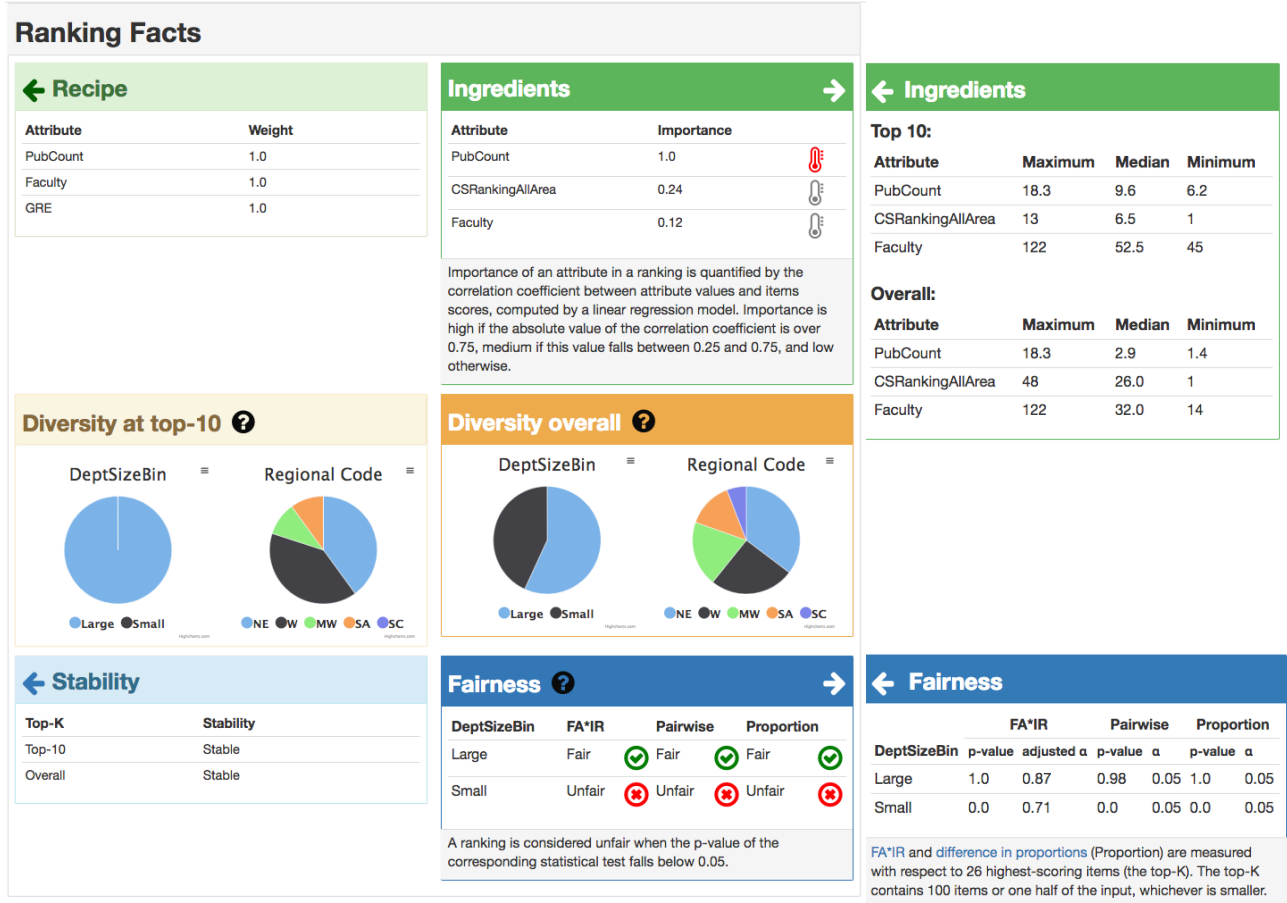 Ranking Facts
Recipe
Attribute Weight
PubCount 1.0
Faculty 1.0
GRE 1.0
Ingredients
Attribute Importance
PubCount 1.0
CSRankingAllArea 0.24
Faculty 0.12
Importance of an attribute in a ranking is quantified by the
correlation coefficient between attribute values and items
scores, computed by a linear regression model. Importance is
high if the absolute value of the correlation coefficient is over
0.75, medium if this value falls between 0.25 and 0.75, and low
otherwise.
Ingredients
Top 10:
Attribute Maximum Median Minimum
PubCount 18.3 9.6 6.2
CSRankingAllArea 13 6.5 1
Faculty 122 52.5 45
Overall:
Attribute Maximum Median Minimum
PubCount 18.3 2.9 1.4
CSRankingAllArea 48 26.0 1
Faculty 122 32.0 14
Diversity at top-10 ?
DeptSizeBin
Large Small
Highcharts.com
Regional Code
NE W MW SA SC
Highcharts.com
Diversity overall ?
DeptSizeBin
Large Small
Highcharts.com
Regional Code
NE W MW SA SC
Highcharts.com
Stability
Top-K Stability
Top-10 Stable
Overall Stable
Fairness ?
DeptSizeBin FA*IR Pairwise Proportion
Large Fair Fair Fair
Small Unfair Unfair Unfair
A ranking is considered unfair when the p-value of the
corresponding statistical test falls below 0.05.
Fairness
FA*IR Pairwise Proportion
DeptSizeBin p-value adjusted α p-value α p-value α
Large 1.0 0.87 0.98 0.05 1.0 0.05
Small 0.0 0.71 0.0 0.05 0.0 0.05
FA*IR and difference in proportions (Proportion) are measured
with respect to 26 highest-scoring items (the top-K). The top-K
contains 100 items or one half of the input, whichever is smaller.